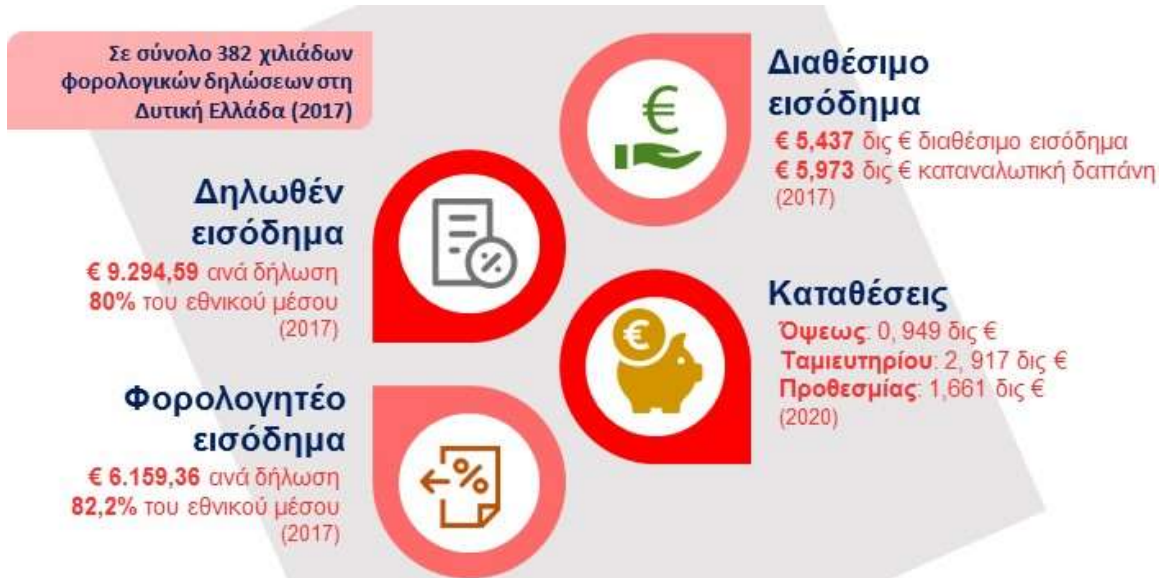 Σε σύνολο 382 χιλιάδων
φορολογικών δηλώσεων στη
Δυτική Ελλάδα (2017)
Δηλωθέν
εισόδημα
€ 9.294,59 ανά δήλωση
80% του εθνικού μέσου
(2017)
Φορολογητέο
εισόδημα
€ 6.159,36 ανά δήλωση
82,2% του εθνικού μέσου
(2017)
Διαθέσιμο
εισόδημα
€ 5,437 δις € διαθέσιμο εισόδημα
€ 5,973 δις € καταναλωτική δαπάνη
(2017)
Καταθέσεις
Όψεως: 0, 949 δις €
Ταμιευτηρίου: 2, 917 δις €
Προθεσμίας: 1,661 δις €
(2020)